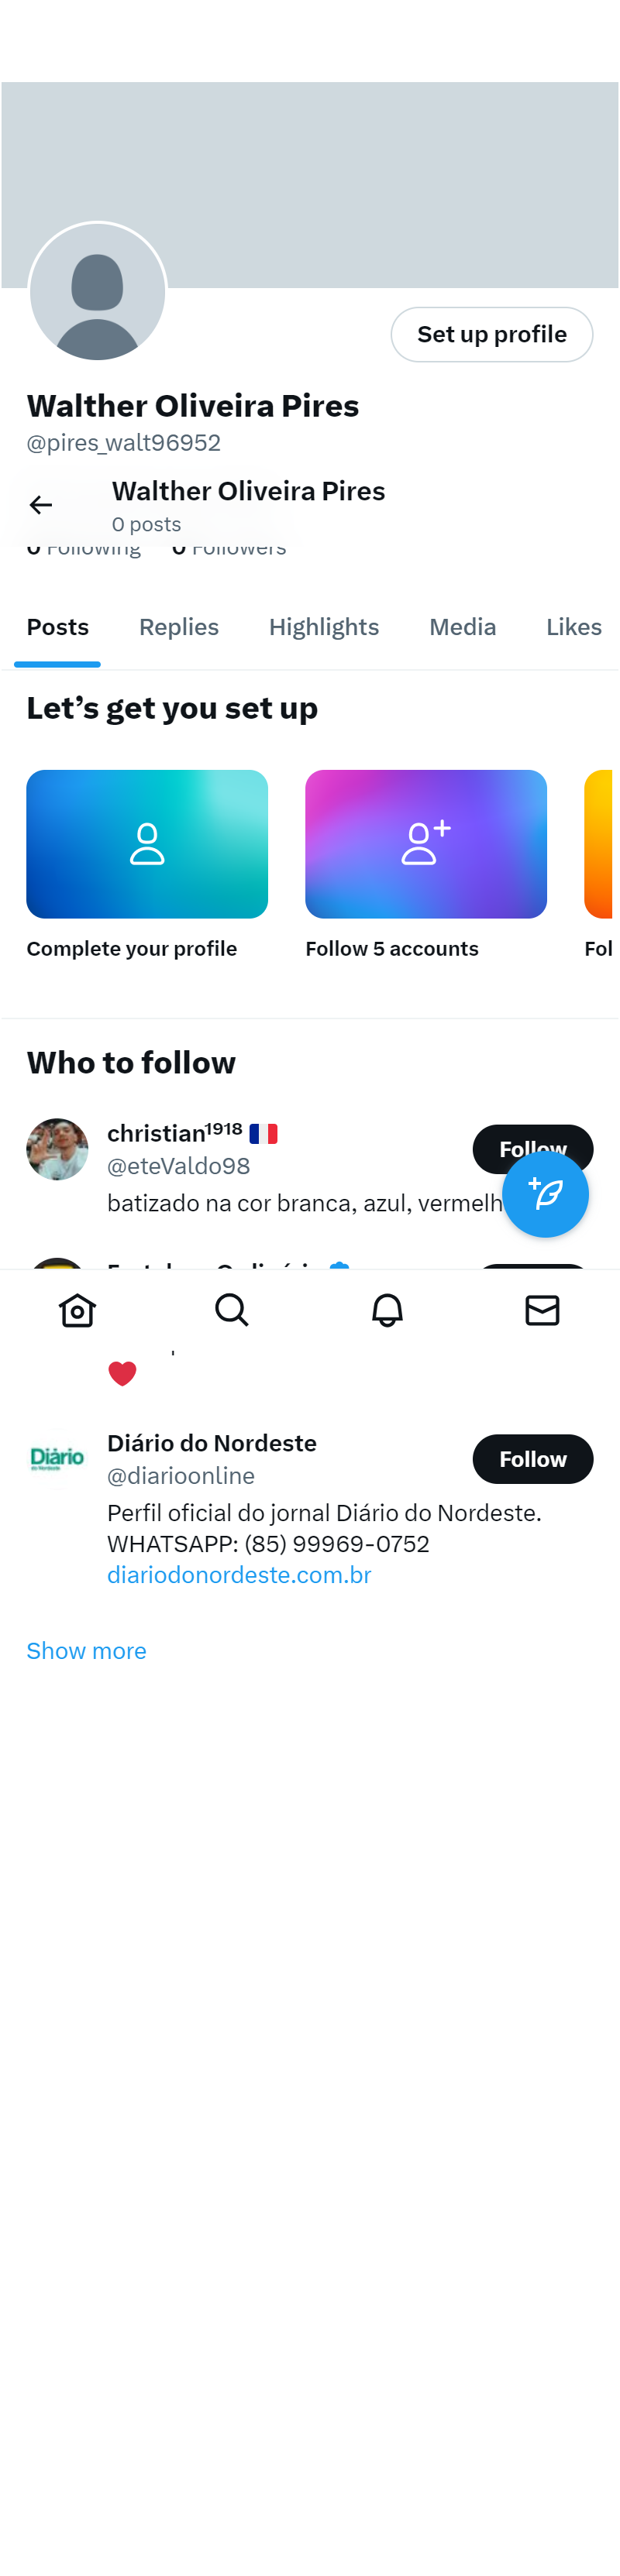 Set up profile
Walther Oliveira Pires
@pires_walt96952
Walther Oliveira Pires
0 posts
0 Following 0 Followers
Posts Replies Highlights Media Likes
Let’s get you set up
Complete your profile Follow 5 accounts Fol
Who to follow
christian¹⁹¹⁸ 🇫🇷
Follow
@eteValdo98
batizado na cor branca, azul, vermelh
❤️
Diário do Nordeste
Diário
do Nordeste
Follow
@diarioonline
Perfil oficial do jornal Diário do Nordeste.
WHATSAPP: (85) 99969-0752
diariodonordeste.com.br
Show more